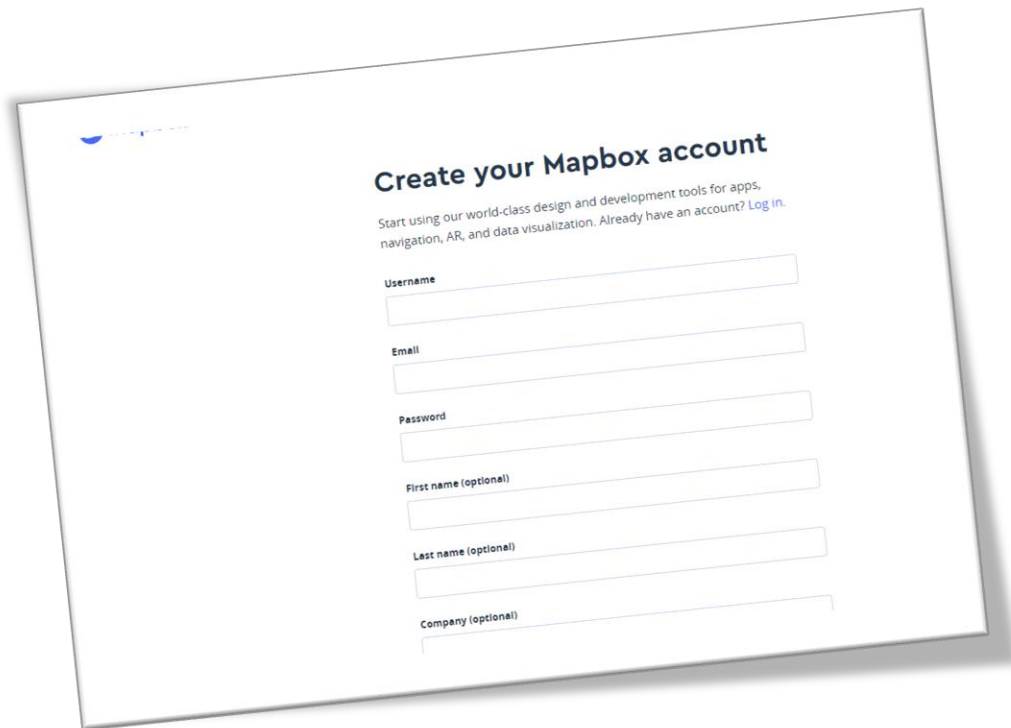 Create your Mapbox account
Start using our world-class design and development tools for apps,
navigation, AR, and data visualization. Already have an account? Log in.
Username
Email
Password
First name (optional)
Last name (optional)
Company (optional)